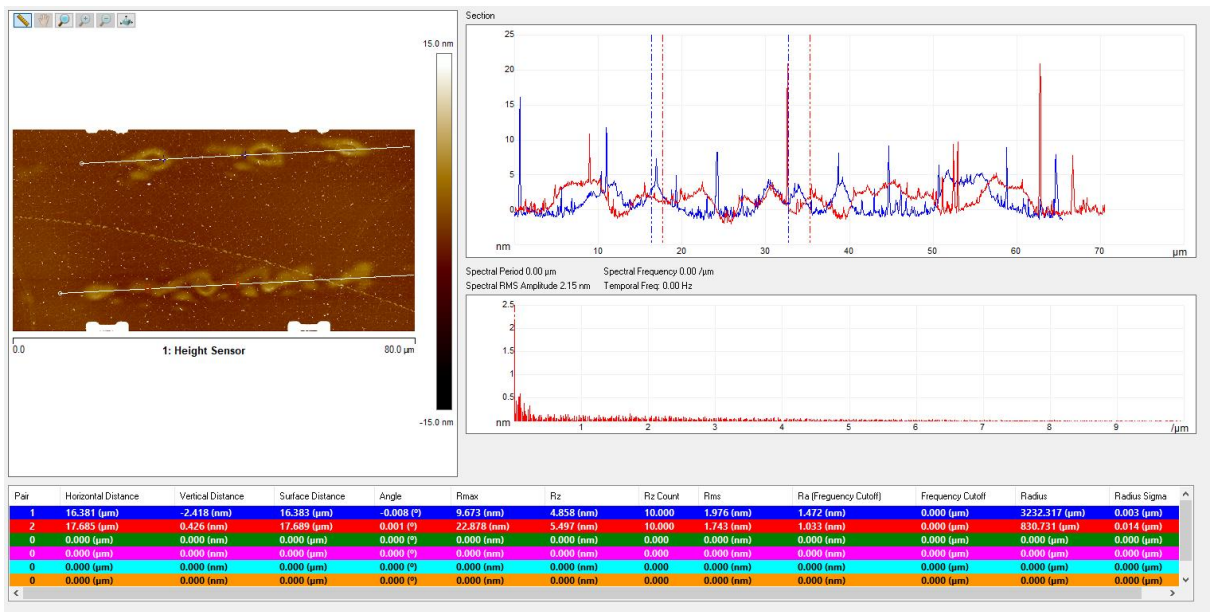 Section
15.0 nm
25
20
15
10
5
0
nm
10 20 30 40 50 60 70 µm
Spectral Period 0.00 µm Spectral Frequency 0.00 /µm
Spectral RMS Amplitude 2.15 nm Temporal Freq: 0.00 Hz
2.5
2
1.5
1
0.5
nm
1 2 3 4 5 6 7 8 9 /µm
0.0 1: Height Sensor 80.0 µm
-15.0 nm
Pair Horizontal Distance Vertical Distance Surface Distance Angle Rmax Rz Rz Count Rms Ra (Freguency Cutoff) Frequency Cutoff Radius Radius Sigma
1 16.381 (µm) -2.418 (nm) 16.383 (µm) -0.008 (º) 9.673 (nm) 4.858 (nm) 10.000 1.976 (nm) 1.472 (nm) 0.000 (µm) 3232.317 (µm) 0.003 (µm)
2 17.685 (µm) 0.426 (nm) 17.689 (µm) 0.001 (º) 22.878 (nm) 5.497 (nm) 10.000 1.743 (nm) 1.033 (nm) 0.000 (µm) 830.731 (µm) 0.014 (µm)
0 0.000 (µm) 0.000 (nm) 0.000 (µm) 0.000 (º) 0.000 (nm) 0.000 (nm) 0.000 0.000 (nm) 0.000 (nm) 0.000 (µm) 0.000 (µm) 0.000 (µm)
0 0.000 (µm) 0.000 (nm) 0.000 (µm) 0.000 (º) 0.000 (nm) 0.000 (nm) 0.000 0.000 (nm) 0.000 (nm) 0.000 (µm) 0.000 (µm) 0.000 (µm)
0 0.000 (µm) 0.000 (nm) 0.000 (µm) 0.000 (º) 0.000 (nm) 0.000 (nm) 0.000 0.000 (nm) 0.000 (nm) 0.000 (µm) 0.000 (µm) 0.000 (µm)
0 0.000 (µm) 0.000 (nm) 0.000 (µm) 0.000 (º) 0.000 (nm) 0.000 (nm) 0.000 0.000 (nm) 0.000 (nm) 0.000 (µm) 0.000 (µm) 0.000 (µm)